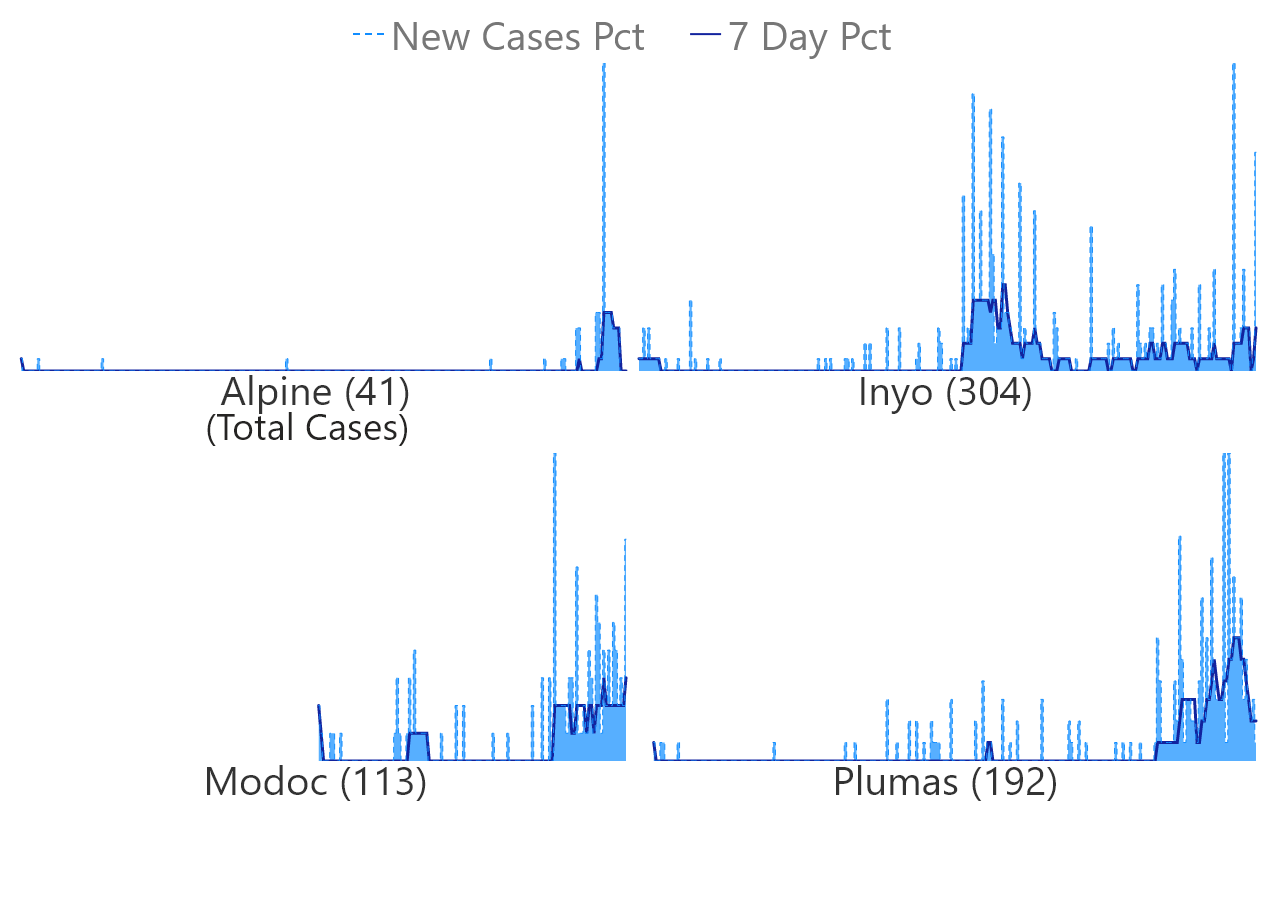 New Cases Pct 7 Day Pct
Alpine (41)
(Total Cases)
Inyo (304)
Modoc (113)
Plumas (192)